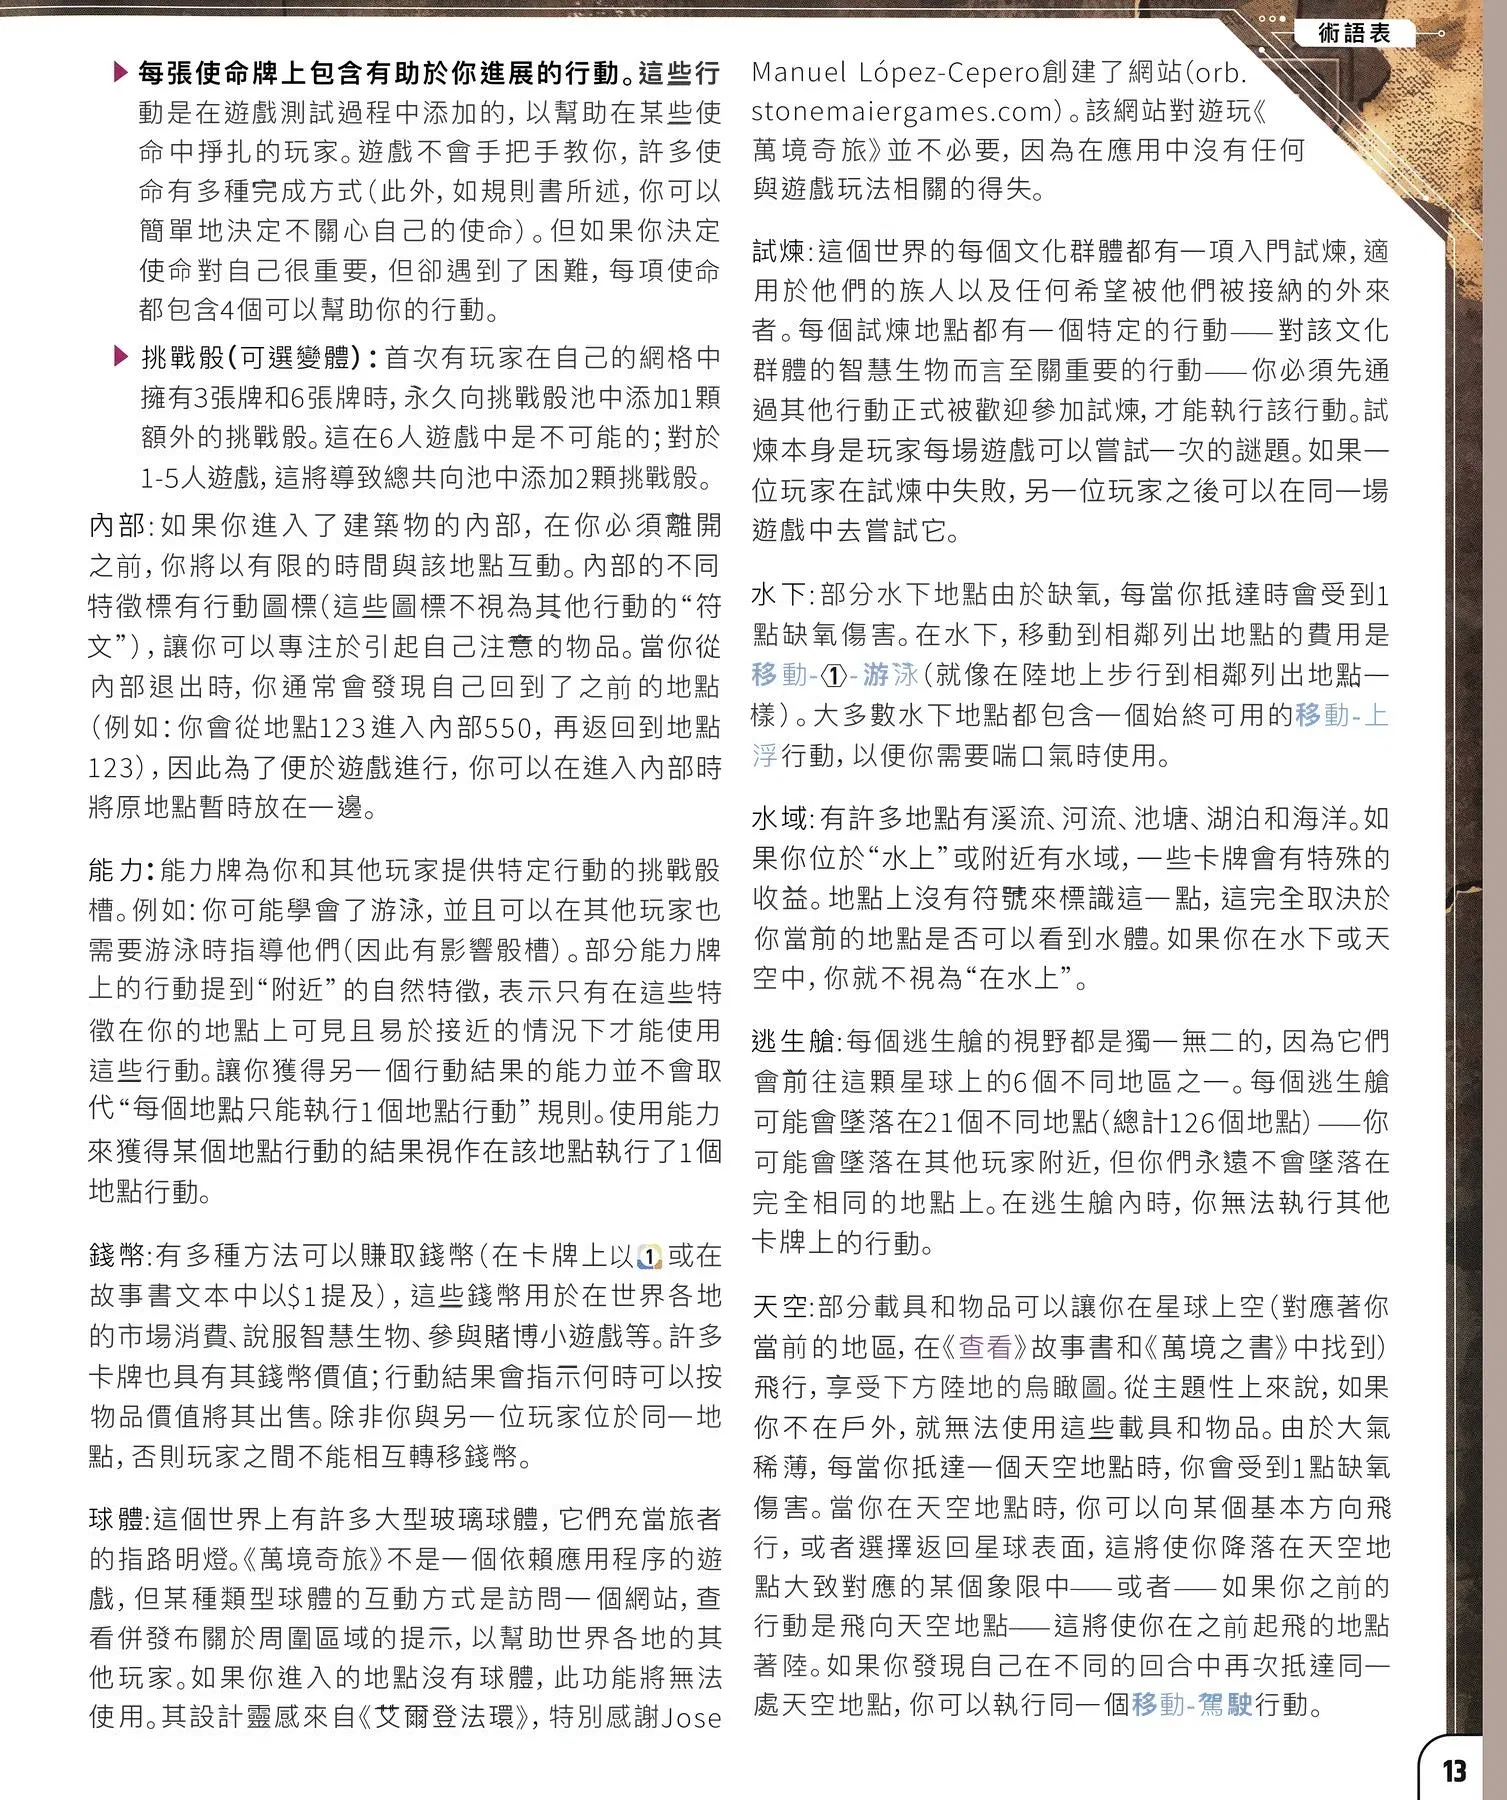 術語表
每張使命牌上包含有助於你進展的行動。這些行
動是在遊戲測試過程中添加的，以幫助在某些使
命中掙扎的玩家。遊戲不會手把手教你，許多使
命有多種完成方式（此外，如規則書所述，你可以
簡單地決定不關心自己的使命）。但如果你決定
使命對自己很重要，但卻遇到了困難，每項使命
都包含4個可以幫助你的行動。
挑戰骰（可選變體）：首次有玩家在自己的網格中
擁有3張牌和6張牌時，永久向挑戰骰池中添加1顆
額外的挑戰骰。這在6人遊戲中是不可能的；對於
1-5人遊戲，這將導致總共向池中添加2顆挑戰骰。
內部：如果你進入了建築物的內部，在你必須離開
之前，你將以有限的時間與該地點互動。內部的不同
特徵標有行動圖標（這些圖標不視為其他行動的“符
文”），讓你可以專注於引起自己注意的物品。當你從
內部退出時，你通常會發現自己回到了之前的地點
（例如：你會從地點123進入內部550，再返回到地點
123），因此為了便於遊戲進行，你可以在進入內部時
將原地點暫時放在一邊。
能力：能力牌為你和其他玩家提供特定行動的挑戰骰
槽。例如：你可能學會了游泳，並且可以在其他玩家也
需要游泳時指導他們（因此有影響骰槽）。部分能力牌
上的行動提到“附近”的自然特徵，表示只有在這些特
徵在你的地點上可見且易於接近的情況下才能使用
這些行動。讓你獲得另一個行動結果的能力並不會取
代“每個地點只能執行1個地點行動”規則。使用能力
來獲得某個地點行動的結果視作在該地點執行了1個
地點行動。
錢幣：有多種方法可以賺取錢幣（在卡牌上以1或在
故事書文本中以$1提及），這些錢幣用於在世界各地
的市場消費、說服智慧生物、參與賭博小遊戲等。許多
卡牌也具有其錢幣價值；行動結果會指示何時可以按
物品價值將其出售。除非你與另一位玩家位於同一地
點，否則玩家之間不能相互轉移錢幣。
球體：這個世界上有許多大型玻璃球體，它們充當旅者
的指路明燈。《萬境奇旅》不是一個依賴應用程序的遊
戲，但某種類型球體的互動方式是訪問一個網站，查
看併發布關於周圍區域的提示，以幫助世界各地的其
他玩家。如果你進入的地點沒有球體，此功能將無法
使用。其設計靈感來自《艾爾登法環》，特別感謝Jose
Manuel López-Cepero創建了網站（orb.
stonemaiergames.com）。該網站對遊玩《
萬境奇旅》並不必要，因為在應用中沒有任何
與遊戲玩法相關的得失。
試煉：這個世界的每個文化群體都有一項入門試煉，適
用於他們的族人以及任何希望被他們被接納的外來
者。每個試煉地點都有一個特定的行動——對該文化
群體的智慧生物而言至關重要的行動——你必須先通
過其他行動正式被歡迎參加試煉，才能執行該行動。試
煉本身是玩家每場遊戲可以嘗試一次的謎題。如果一
位玩家在試煉中失敗，另一位玩家之後可以在同一場
遊戲中去嘗試它。
水下：部分水下地點由於缺氧，每當你抵達時會受到1
點缺氧傷害。在水下，移動到相鄰列出地點的費用是
移動-1-游泳（就像在陸地上步行到相鄰列出地點一
樣）。大多數水下地點都包含一個始終可用的移動-上
浮行動，以便你需要喘口氣時使用。
水域：有許多地點有溪流、河流、池塘、湖泊和海洋。如
果你位於“水上”或附近有水域，一些卡牌會有特殊的
收益。地點上沒有符號來標識這一點，這完全取決於
你當前的地點是否可以看到水體。如果你在水下或天
空中，你就不視為“在水上”。
逃生艙：每個逃生艙的視野都是獨一無二的，因為它們
會前往這顆星球上的6個不同地區之一。每個逃生艙
可能會墜落在21個不同地點（總計126個地點）——你
可能會墜落在其他玩家附近，但你們永遠不會墜落在
完全相同的地點上。在逃生艙內時，你無法執行其他
卡牌上的行動。
天空：部分載具和物品可以讓你在星球上空（對應著你
當前的地區，在《查看》故事書和《萬境之書》中找到）
飛行，享受下方陸地的鳥瞰圖。從主題性上來說，如果
你不在戶外，就無法使用這些載具和物品。由於大氣
稀薄，每當你抵達一個天空地點時，你會受到1點缺氧
傷害。當你在天空地點時，你可以向某個基本方向飛
行，或者選擇返回星球表面，這將使你降落在天空地
點大致對應的某個象限中——或者——如果你之前的
行動是飛向天空地點——這將使你在之前起飛的地點
著陸。如果你發現自己在不同的回合中再次抵達同一
處天空地點，你可以執行同一個移動-駕駛行動。
13